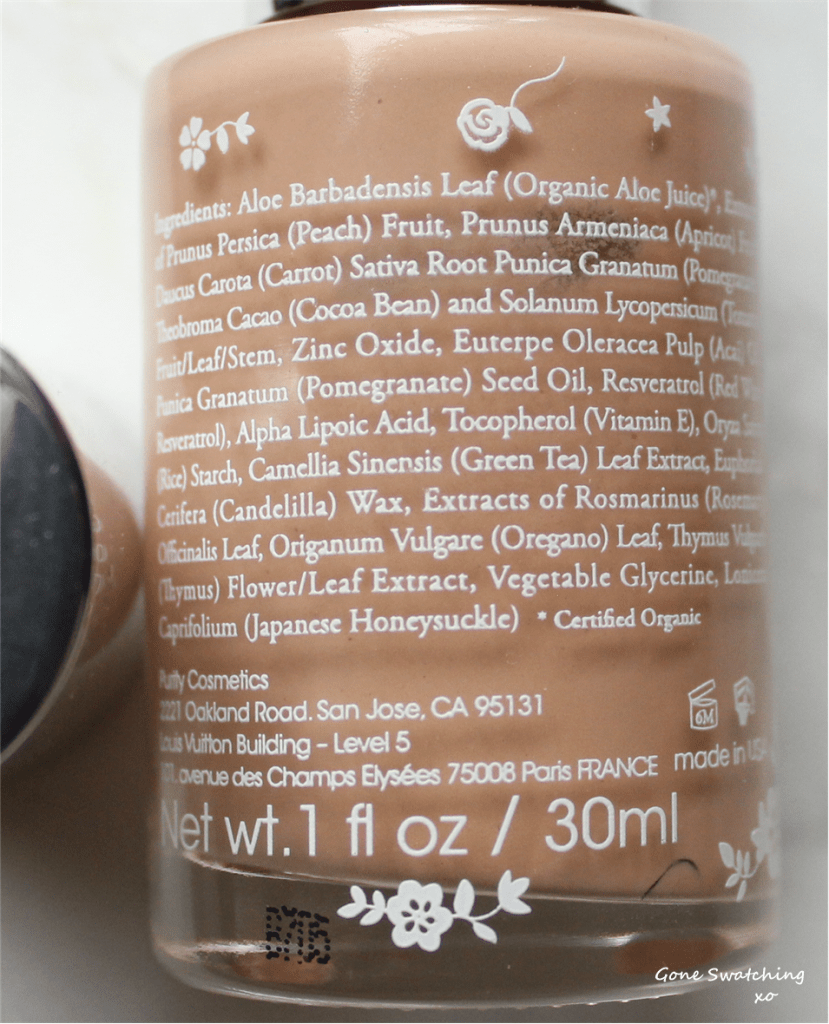 Ingredients: Aloe Barbadensis Leaf (Organic Aloe Juice)*,
of Prunus Persica (Peach) Fruit, Prunus Armeniaca (Apricot)
Daucus Carota (Carrot) Sativa Root Punica Granatum
Theobroma Cacao (Cocoa Bean) and Solanum Lycopersicum
Fruit/Leaf/Stem, Zinc Oxide, Euterpe Oleracea Pulp (Acai)
Punica Granatum (Pomegranate) Seed Oil, Resveratrol (Red
Resveratrol), Alpha Lipoic Acid, Tocopherol (Vitamin E), Oryza
(Rice) Starch, Camellia Sinensis (Green Tea) Leaf Extract,
Cerifera (Candelilla) Wax, Extracts of Rosmarinus
Officinalis Leaf, Origanum Vulgare (Oregano) Leaf, Thymus
(Thymus) Flower/Leaf Extract, Vegetable Glycerine,
Caprifolium (Japanese Honeysuckle) * Certified Organic
Purity Cosmetics
2221 Oakland Road. San Jose, CA 95131
Louis Vuitton Building - Level 5
avenue des Champs Elysées 75008 Paris FRANCE
6M
made in USA
Net wt.1 fl oz / 30ml
Gone Swatching
xo